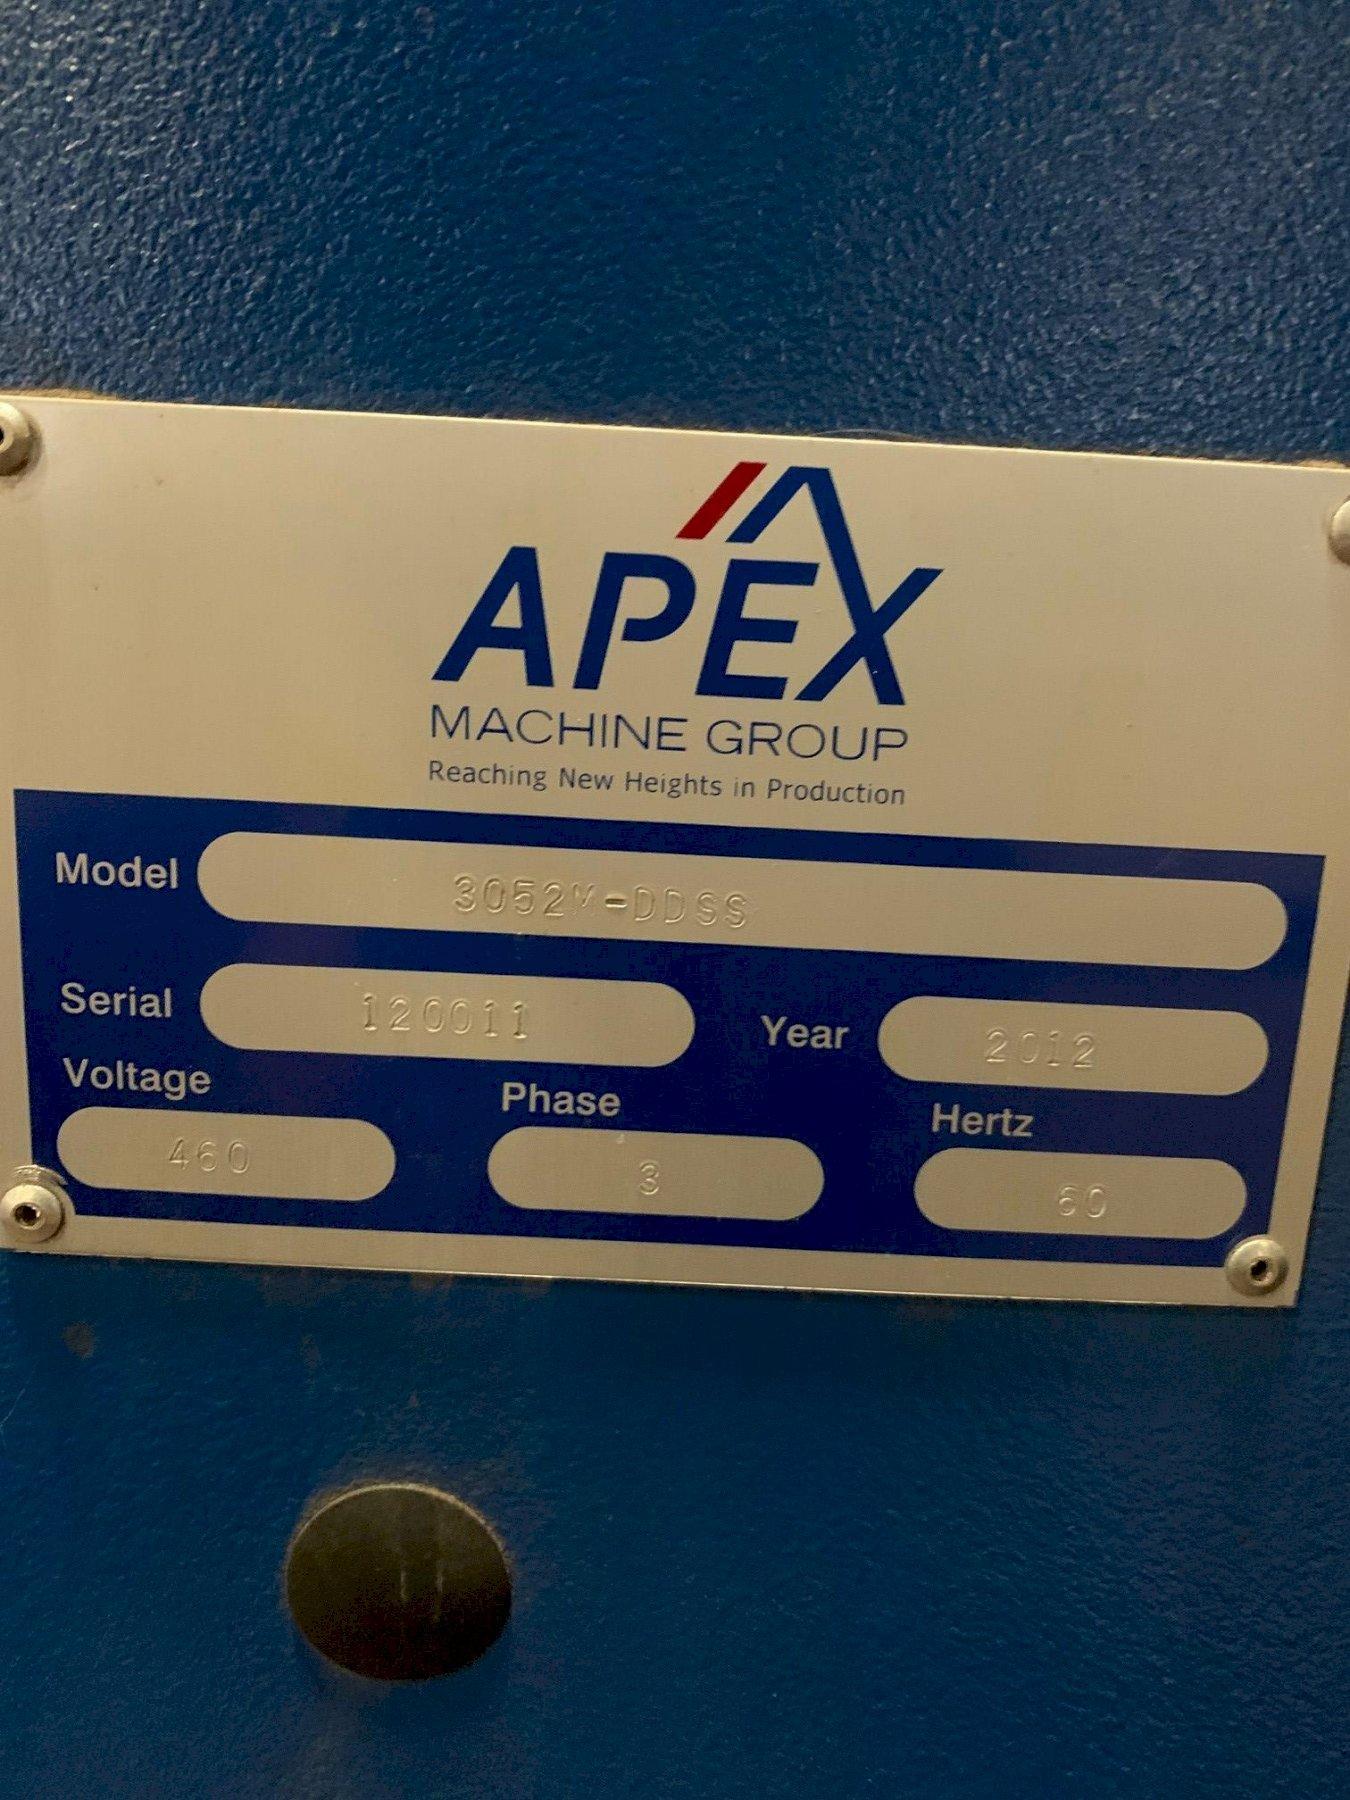 APEX
MACHINE GROUP
Reaching New Heights in Production
Model 3052M-DDSS
Serial 120011 Year 2012
Voltage Phase Hertz
460 3 60